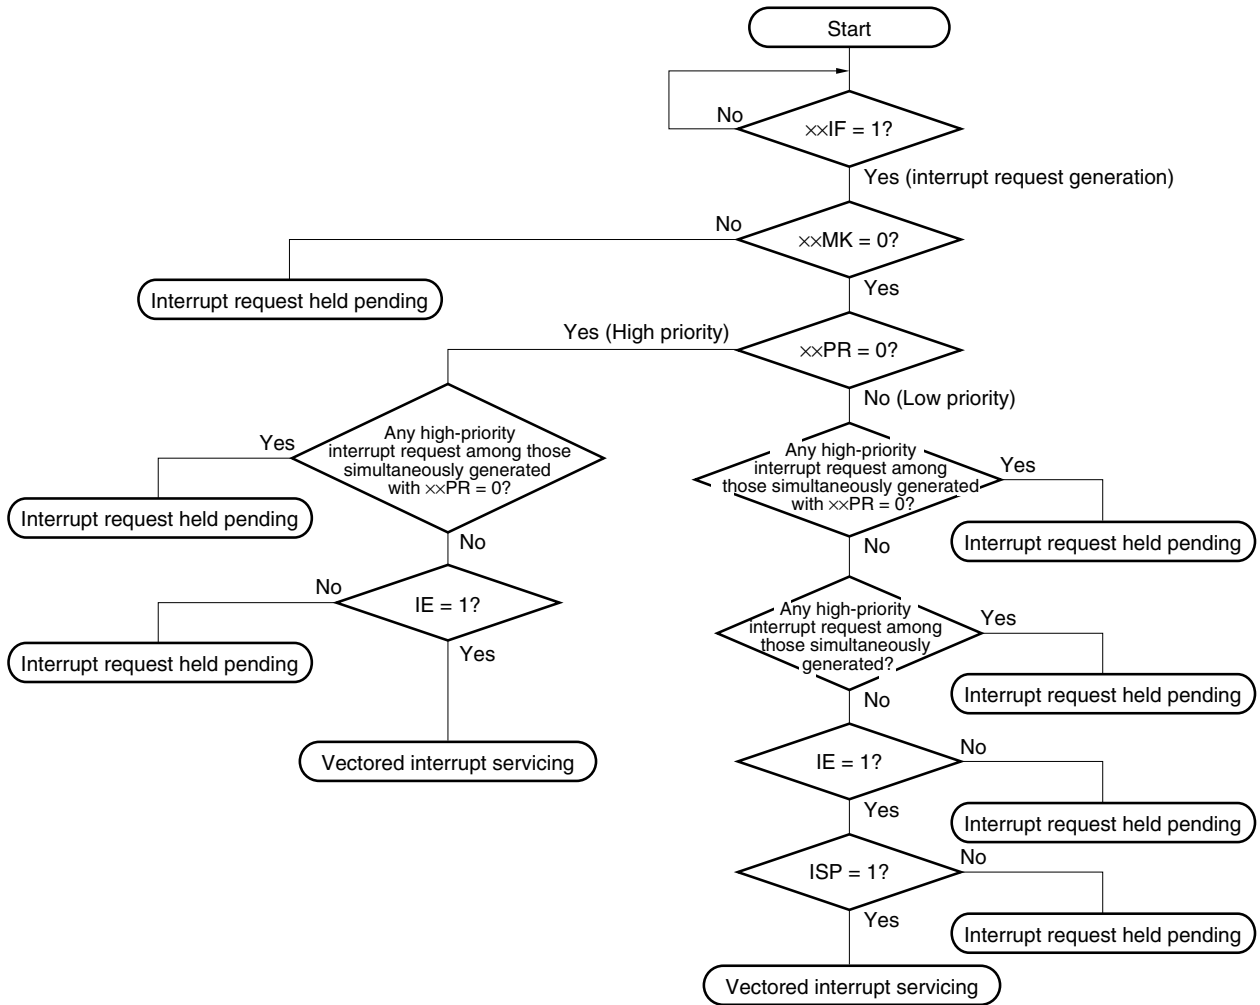 Start
No
××IF = 1?
Yes (interrupt request generation)
No
××MK = 0?
Interrupt request held pending
Yes
Yes (High priority)
××PR = 0?
No (Low priority)
Yes
Any high-priority
interrupt request among those
simultaneously generated
with ××PR = 0?
Any high-priority
interrupt request among
those simultaneously generated
with ××PR = 0?
Yes
Interrupt request held pending
No
Interrupt request held pending
No
No
IE = 1?
Any high-priority
interrupt request among
those simultaneously
generated?
Yes
Interrupt request held pending
Yes
Interrupt request held pending
No
Vectored interrupt servicing
IE = 1?
No
Yes
Interrupt request held pending
ISP = 1?
No
Yes
Interrupt request held pending
Vectored interrupt servicing